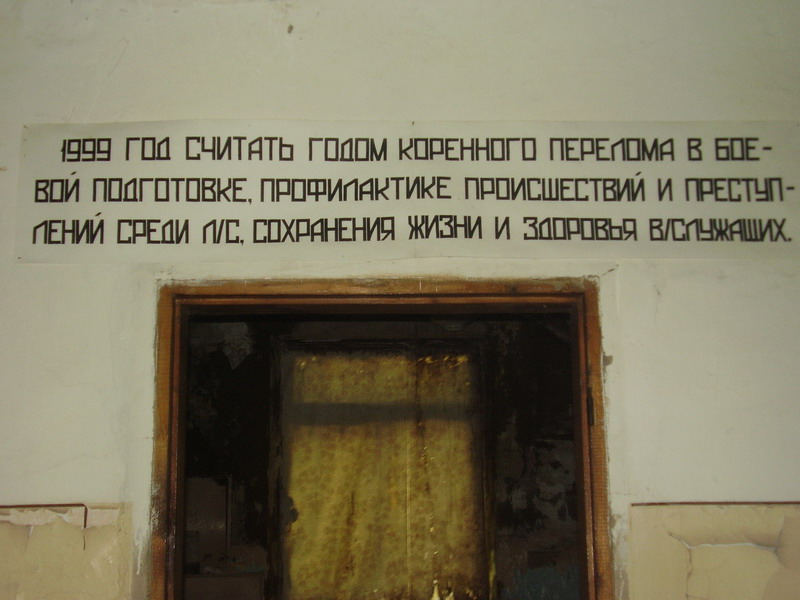 1999 ГОД СЧИТАТЬ ГОДОМ КОРЕННОГО ПЕРЕЛОМА В БОЕ-
ВОЙ ПОДГОТОВКЕ, ПРОФИЛАКТИКЕ ПРОИСШЕСТВИЙ И ПРЕСТУП-
ЛЕНИЙ СРЕДИ Л/С, СОХРАНЕНИЯ ЖИЗНИ И ЗДОРОВЬЯ В/СЛУЖАЩИХ.